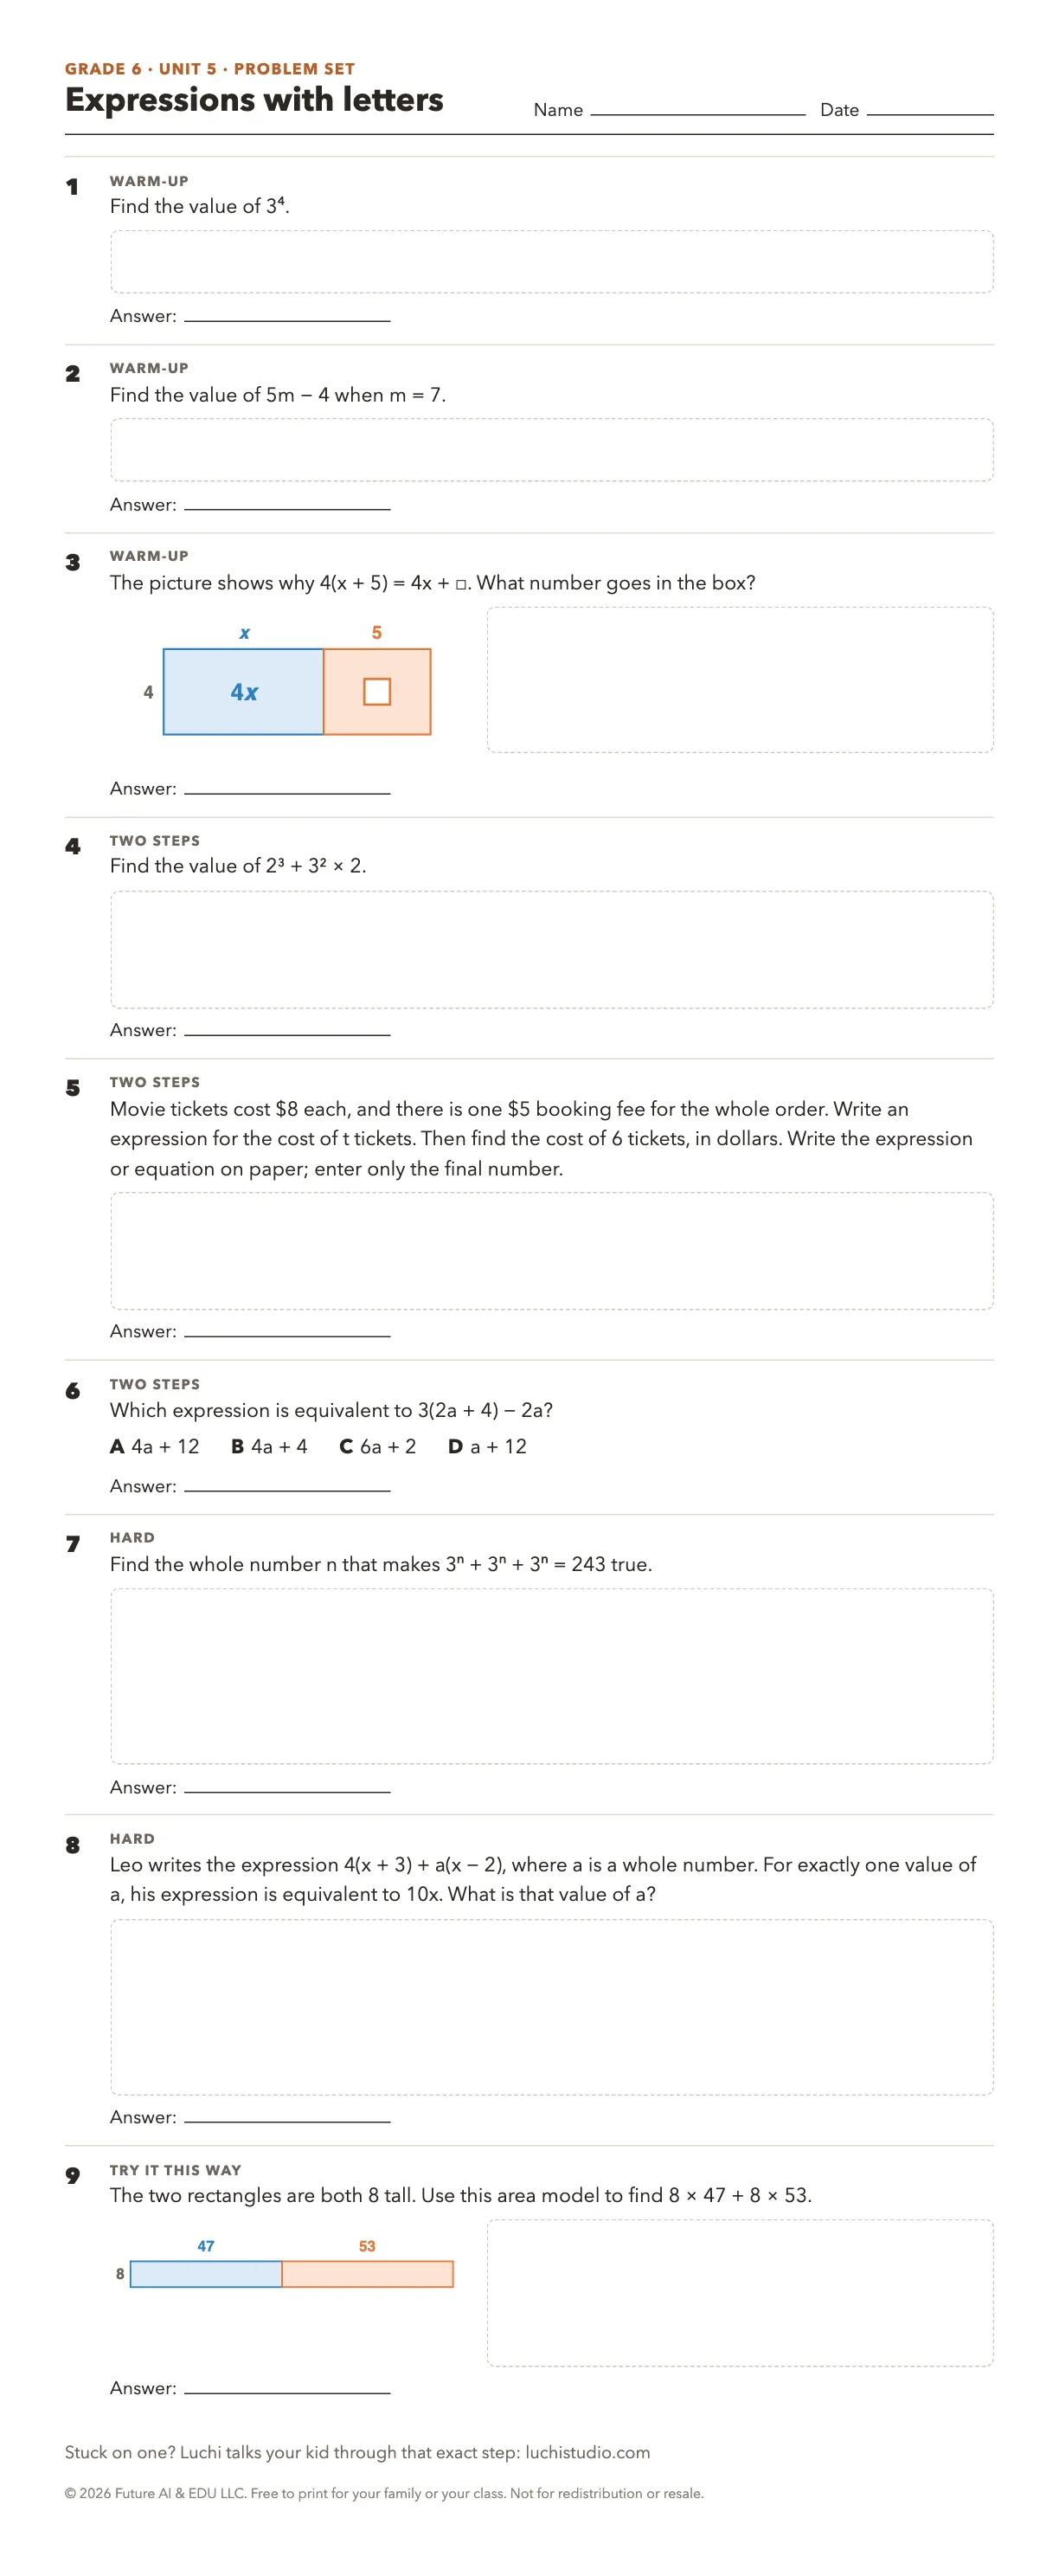 GRADE 6 · UNIT 5 · PROBLEM SET
Expressions with letters
Name
Date
1
WARM-UP
Find the value of 3⁴.
Answer:
2
WARM-UP
Find the value of 5m − 4 when m = 7.
Answer:
3
WARM-UP
The picture shows why 4(x + 5) = 4x + □. What number goes in the box?
x
5
4
4x
Answer:
4
TWO STEPS
Find the value of 2³ + 3² × 2.
Answer:
5
TWO STEPS
Movie tickets cost $8 each, and there is one $5 booking fee for the whole order. Write an
expression for the cost of t tickets. Then find the cost of 6 tickets, in dollars. Write the expression
or equation on paper; enter only the final number.
Answer:
6
TWO STEPS
Which expression is equivalent to 3(2a + 4) − 2a?
A 4a + 12 B 4a + 4 C 6a + 2 D a + 12
Answer:
7
HARD
Find the whole number n that makes 3ⁿ + 3ⁿ + 3ⁿ = 243 true.
Answer:
8
HARD
Leo writes the expression 4(x + 3) + a(x − 2), where a is a whole number. For exactly one value of
a, his expression is equivalent to 10x. What is that value of a?
Answer:
9
TRY IT THIS WAY
The two rectangles are both 8 tall. Use this area model to find 8 × 47 + 8 × 53.
47
53
8
Answer:
Stuck on one? Luchi talks your kid through that exact step: luchistudio.com
© 2026 Future AI & EDU LLC. Free to print for your family or your class. Not for redistribution or resale.